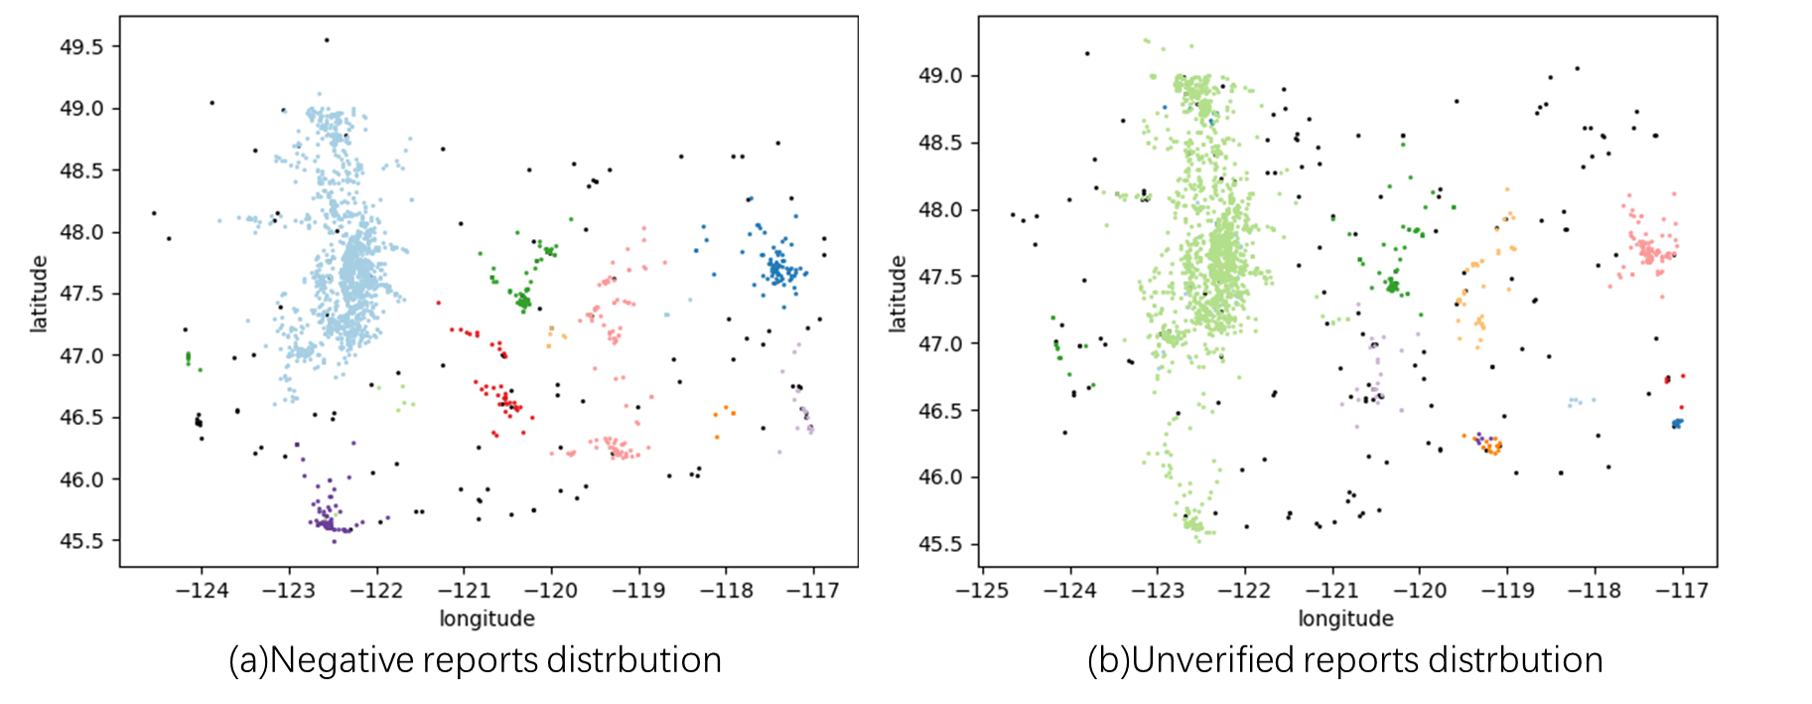 49.5
49.0
48.5
48.0
47.5
47.0
46.5
46.0
45.5
latitude
−124 −123 −122 −121 −120 −119 −118 −117
longitude
(a)Negative reports distrbution
49.0
48.5
48.0
47.5
47.0
46.5
46.0
45.5
latitude
−125 −124 −123 −122 −121 −120 −119 −118 −117
longitude
(b)Unverified reports distrbution